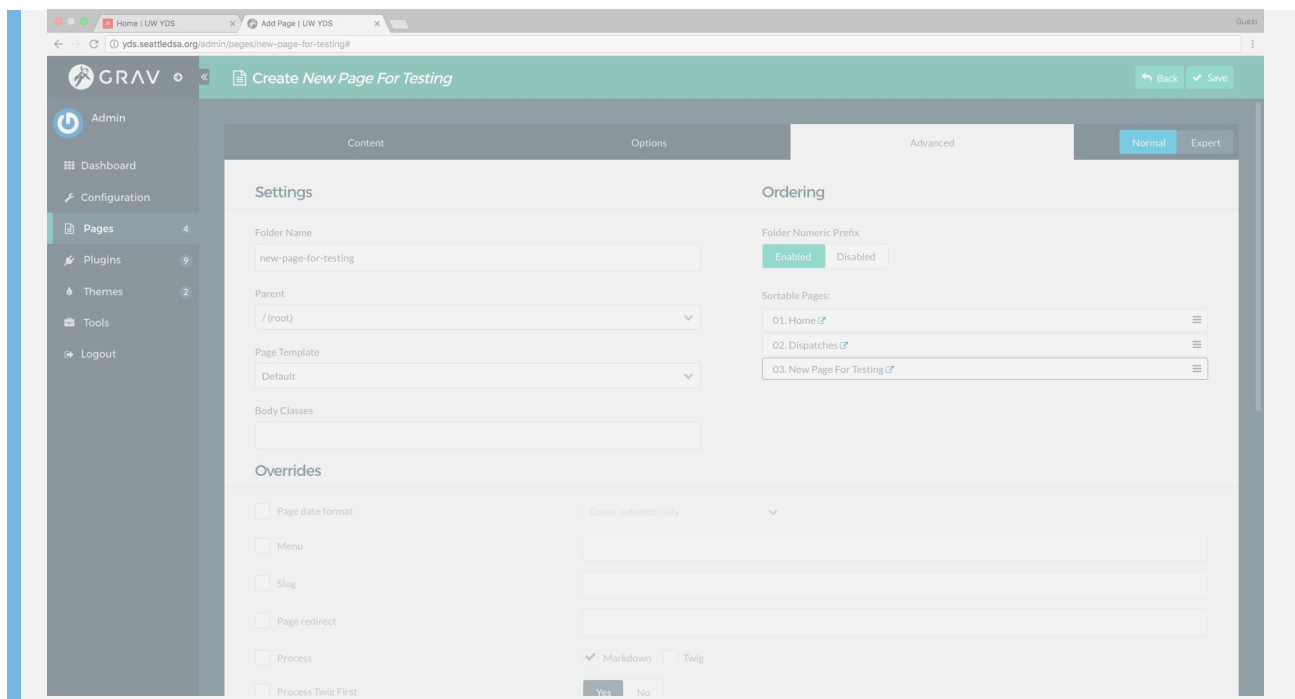 Home | UW YDS
Add Page | UW YDS
Guest
yds.seattledsa.org/admin/pages/new-page-for-testing#
GRAV
Create New Page For Testing
Back
Save
Admin
Content
Options
Advanced
Normal
Expert
Dashboard
Configuration
Pages 4
Plugins 9
Themes 2
Tools
Logout
Settings
Folder Name
new-page-for-testing
Parent
/ (root)
Page Template
Default
Body Classes
Ordering
Folder Numeric Prefix
Enabled Disabled
Sortable Pages:
01. Home
02. Dispatches
03. New Page For Testing
Overrides
Page date format
Guess automatically
Menu
Slug
Page redirect
Process
Markdown Twig
Process Twig First
Yes No